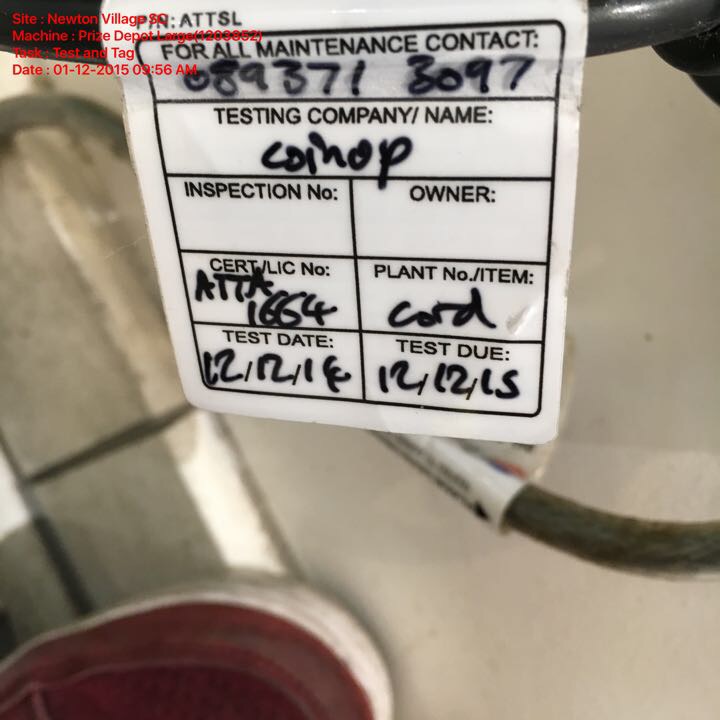 Site : Newton Village SC
Machine : Prize Depot Large(1203852)
Task : Test and Tag
Date : 01-12-2015 09:56 AM
P/N: ATTSL
FOR ALL MAINTENANCE CONTACT:
089371 3097
TESTING COMPANY/ NAME:
coinop
INSPECTION No: OWNER:
CERT/LIC No: PLANT No./ITEM:
ATTA
1664 cord
TEST DATE: TEST DUE:
12/12/14 12/12/15